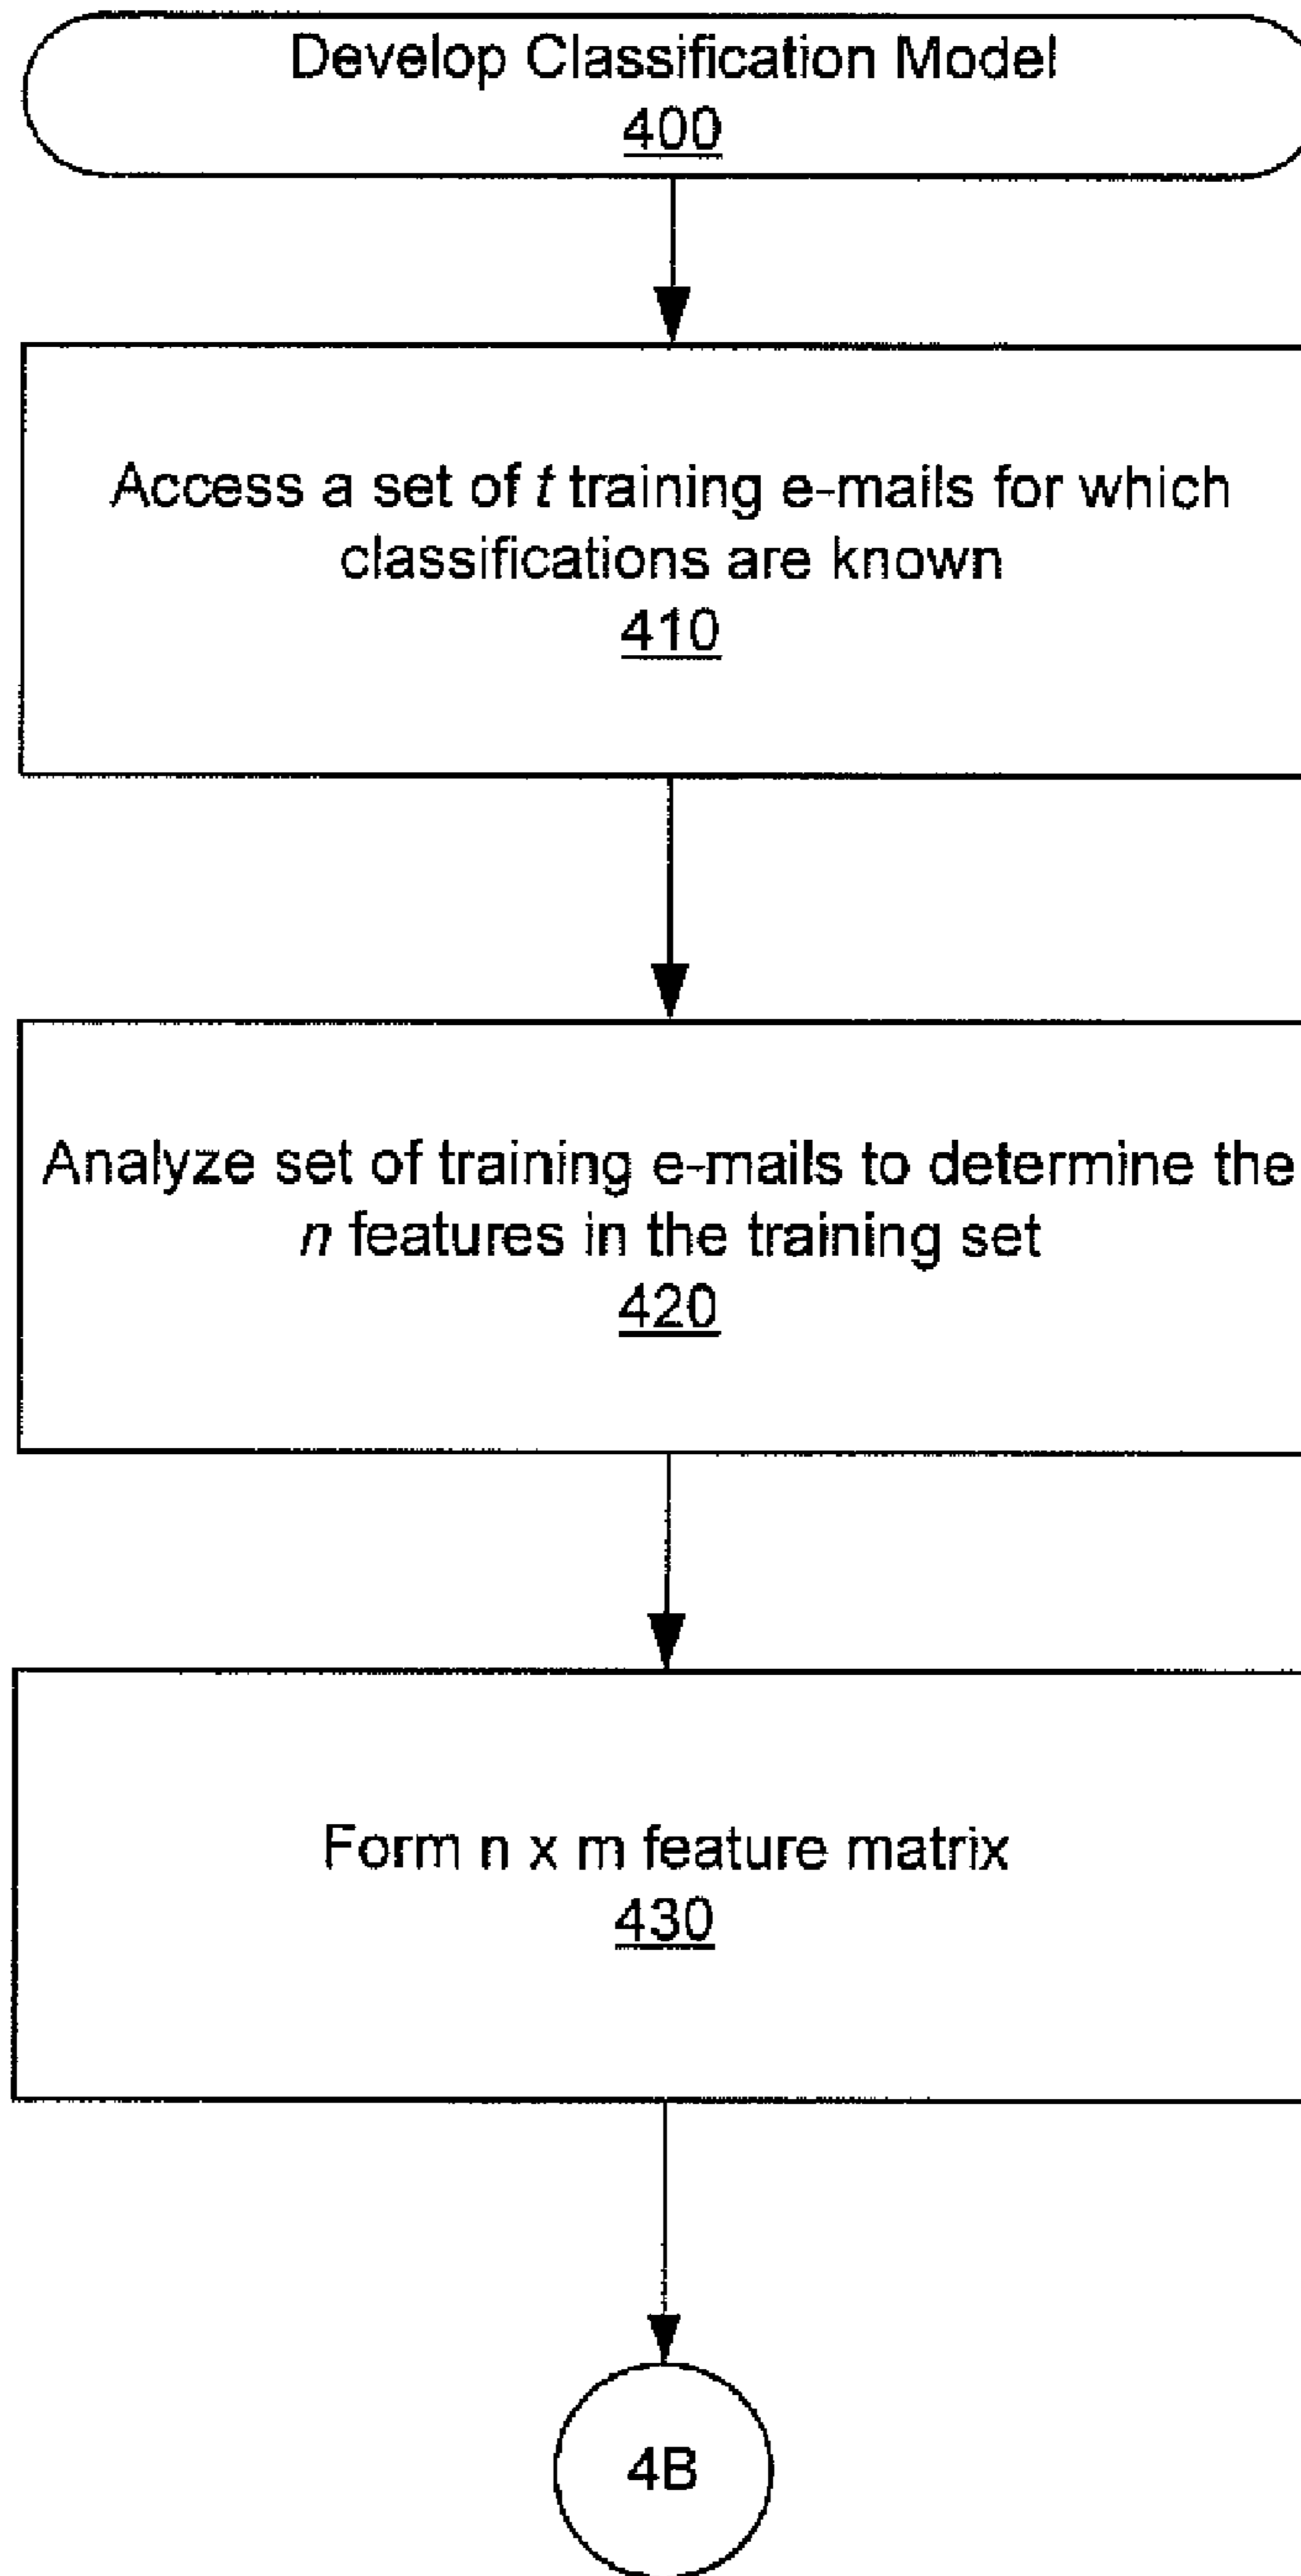 Develop Classification Model
400
Access a set of t training e-mails for which
classifications are known
410
Analyze set of training e-mails to determine the
n features in the training set
420
Form n x m feature matrix
430
4B